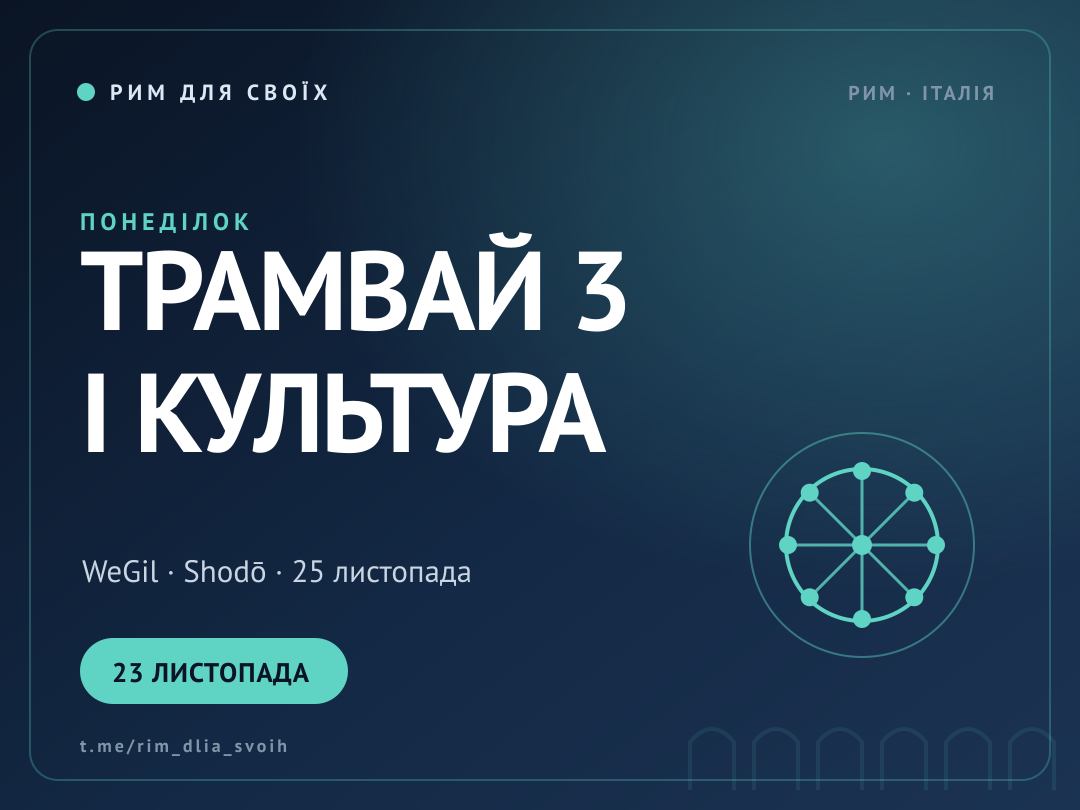 РИМ ДЛЯ СВОЇХ
РИМ · ІТАЛІЯ
ПОНЕДІЛОК
ТРАМВАЙ 3
І КУЛЬТУРА
WeGil · Shodō · 25 листопада
23 ЛИСТОПАДА
t.me/rim_dlia_svoih